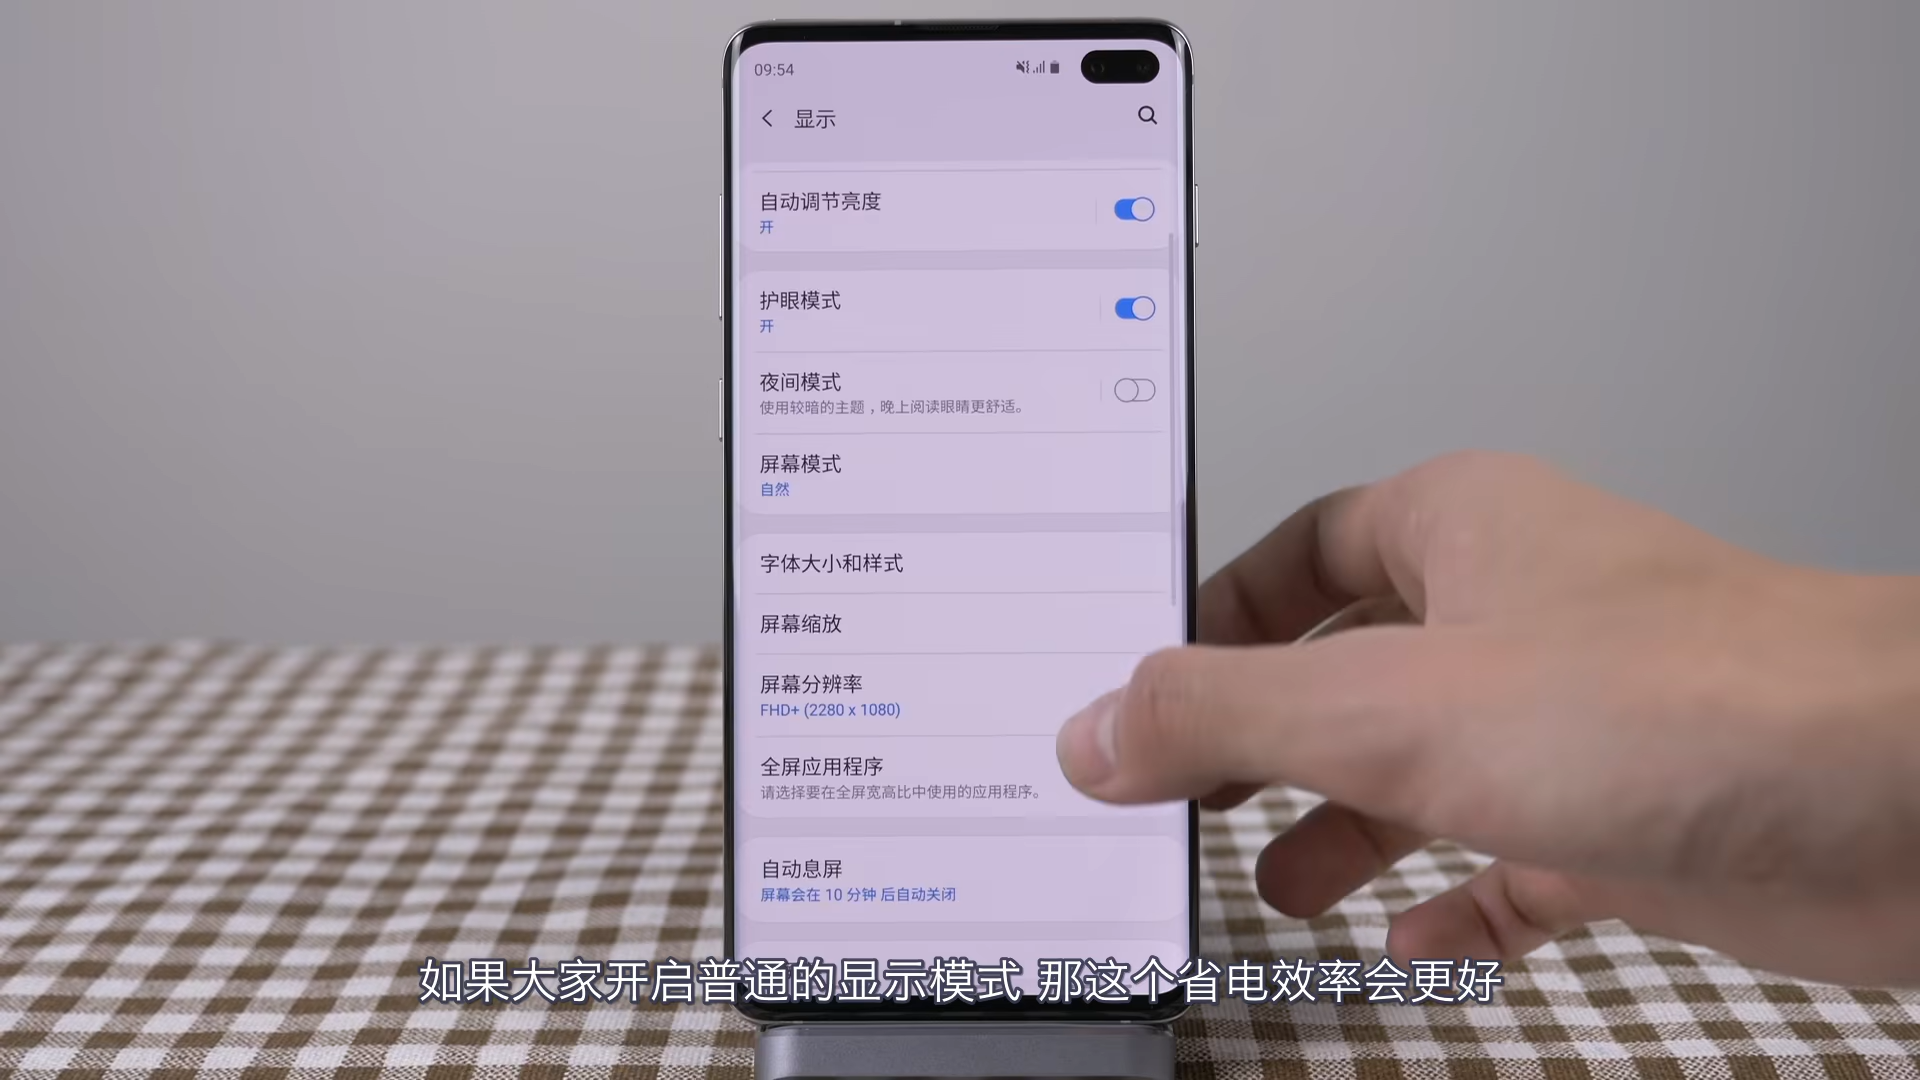 09:54
显示
自动调节亮度
开
护眼模式
开
夜间模式
使用较暗的主题，晚上阅读眼睛更舒适。
屏幕模式
自然
字体大小和样式
屏幕缩放
屏幕分辨率
FHD+ (2280 x 1080)
全屏应用程序
请选择要在全屏宽高比中使用的应用程序。
自动息屏
屏幕会在 10 分钟 后自动关闭
如果大家开启普通的显示模式 那这个省电效率会更好